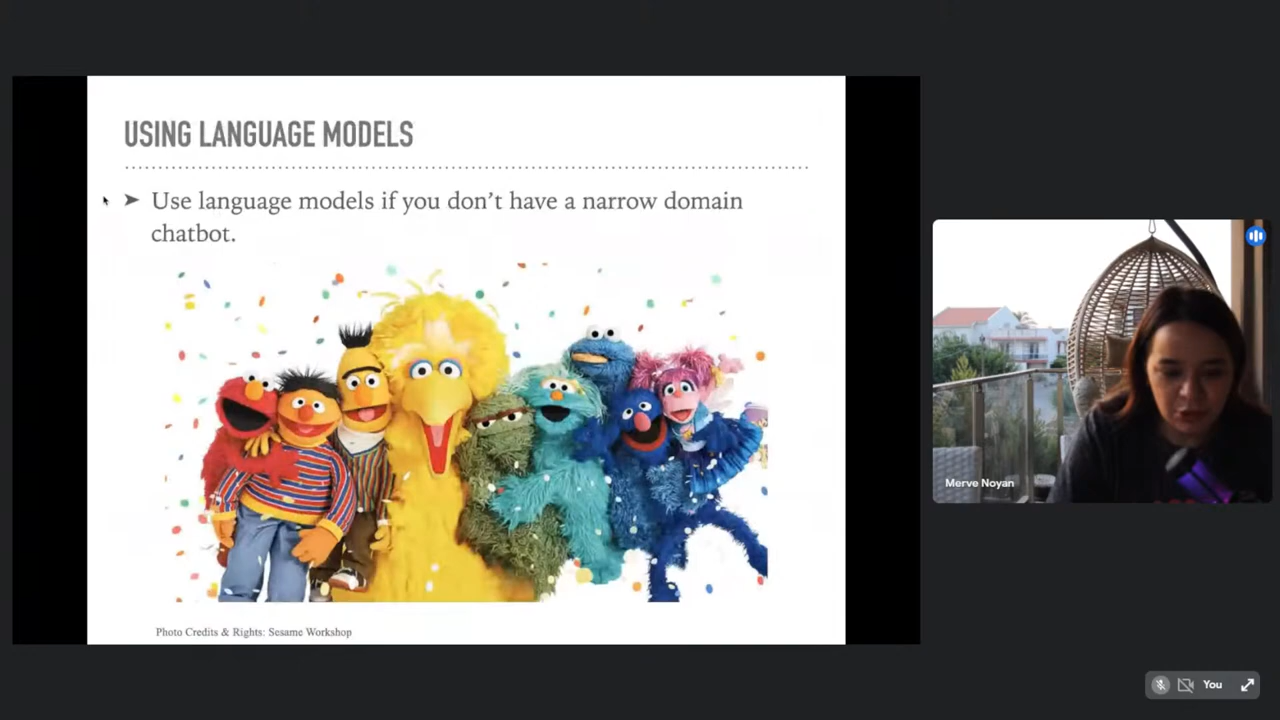 USING LANGUAGE MODELS
➤ Use language models if you don’t have a narrow domain
chatbot.
Photo Credits & Rights: Sesame Workshop
Merve Noyan
You